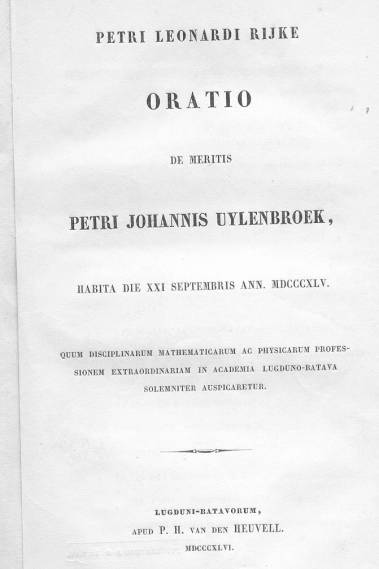 PETRI LEONARDI RIJKE
ORATIO
DE MERITIS
PETRI JOHANNIS UYLENBROEK,
HABITA DIE XXI SEPTEMBRIS ANN. MDCCCXLV.
QUUM DISCIPLINARUM MATHEMATICARUM AC PHYSICARUM PROFES-
SIONEM EXTRAORDINARIAM IN ACADEMIA LUGDUNO-BATAVA
SOLEMNITER AUSPICARETUR.
LUGDUNI-BATAVORUM,
APUD P. H. VAN DEN HEUVELL.
MDCCCXLVI.